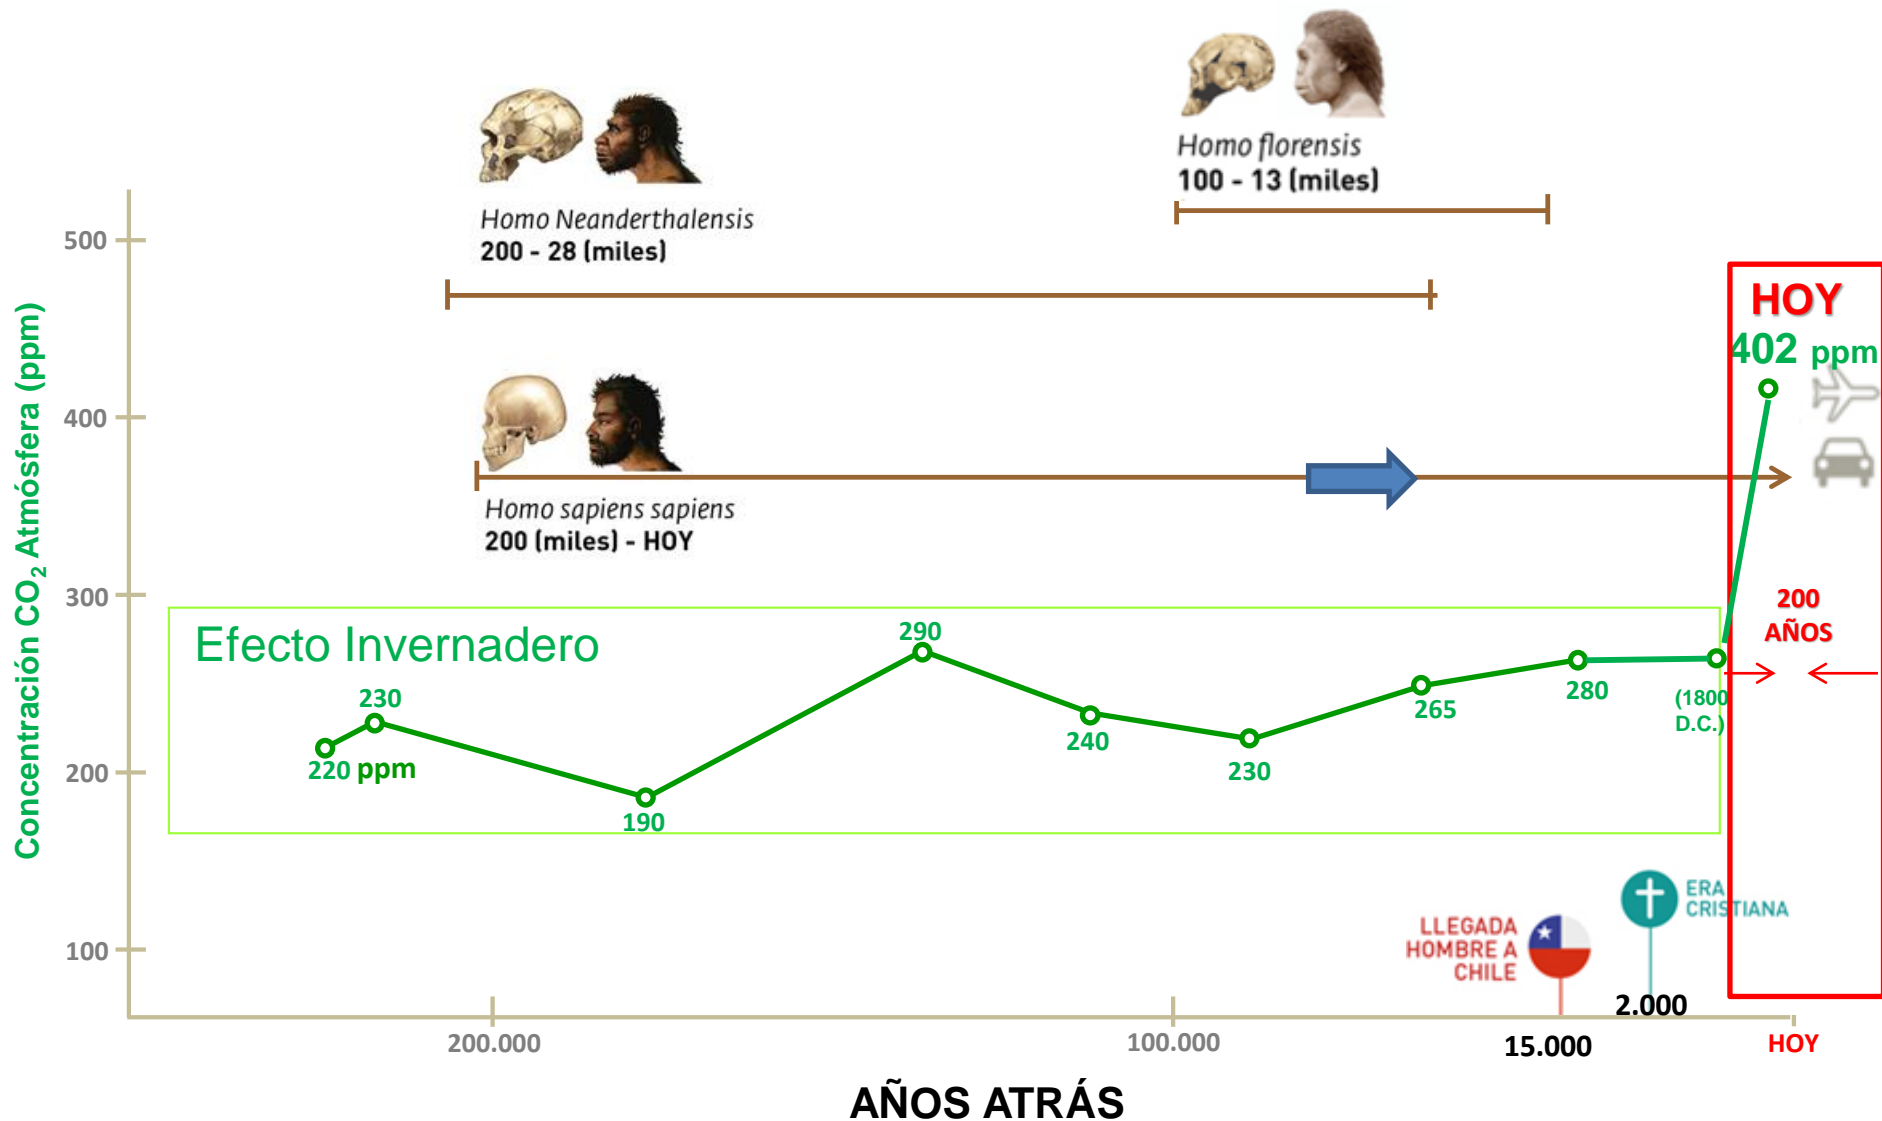 Homo florensis
100 - 13 (miles)
Homo Neanderthalensis
200 - 28 (miles)
500
HOY
402 ppm
Concentración CO₂ Atmósfera (ppm)
400
Homo sapiens sapiens
200 (miles) - HOY
300
200
AÑOS
Efecto Invernadero
290
230
220 ppm
190
240
230
265
280
(1800
D.C.)
200
100
ERA
CRISTIANA
LLEGADA
HOMBRE A
CHILE
2.000
200.000
100.000
15.000
HOY
AÑOS ATRÁS